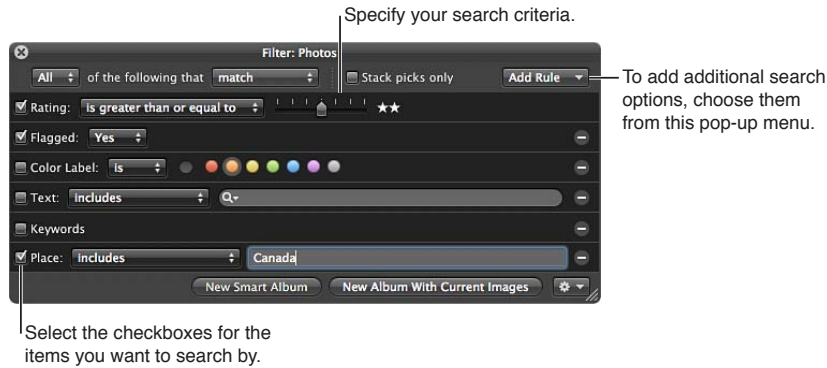 Specify your search criteria.
Filter: Photos
All of the following that match Stack picks only Add Rule
To add additional search
options, choose them
from this pop-up menu.
Rating: is greater than or equal to ★★
Flagged: Yes
Color Label: is
Text: includes
Keywords
Place: includes Canada
New Smart Album New Album With Current Images
Select the checkboxes for the
items you want to search by.